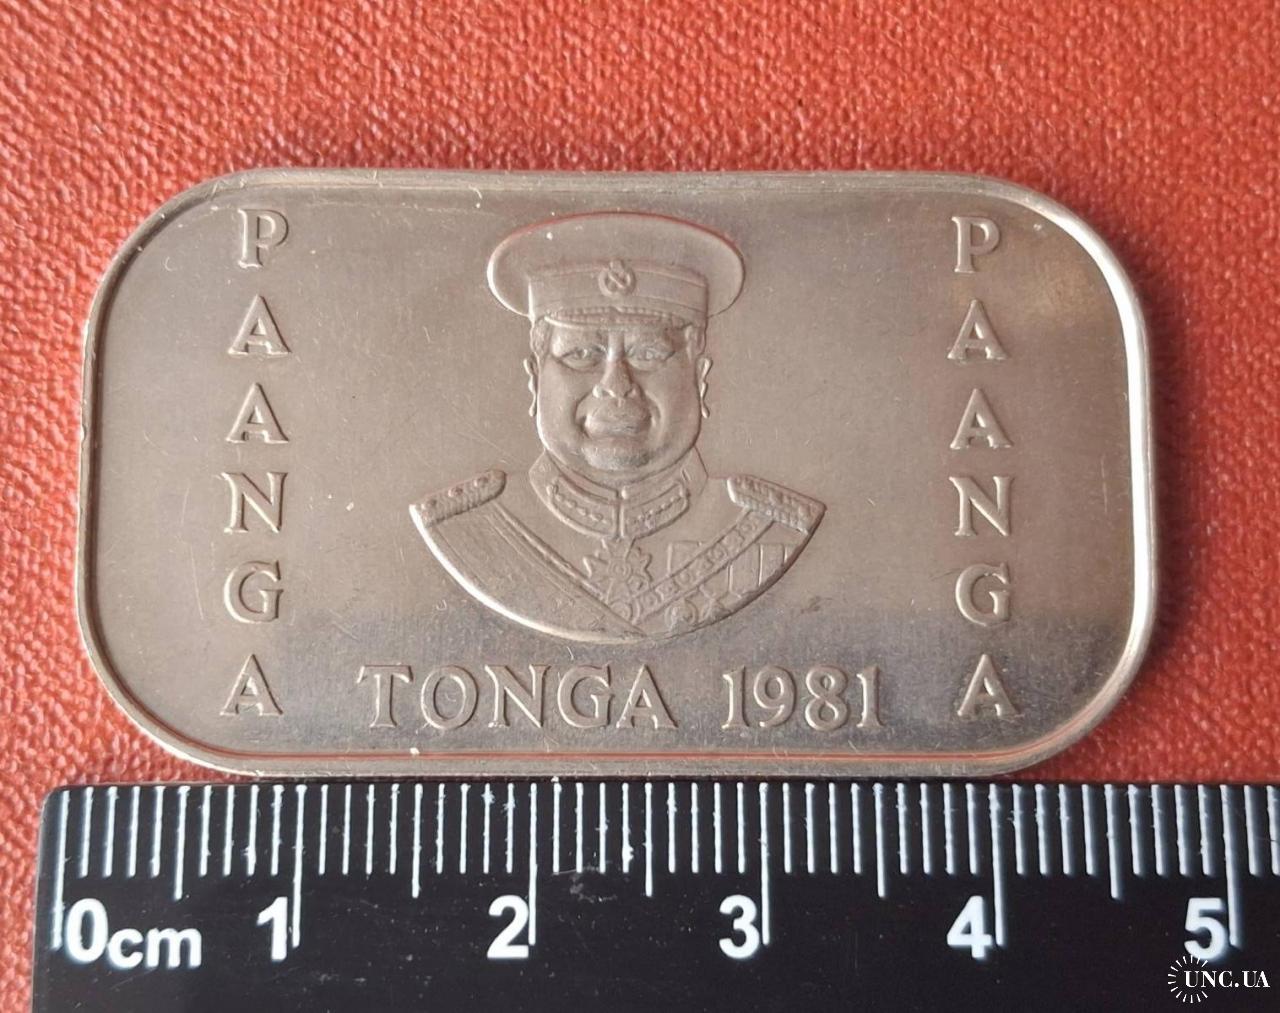 PAANGA
PAANGA
TONGA 1981
0cm 1 2 3 4 5
UNC.UA